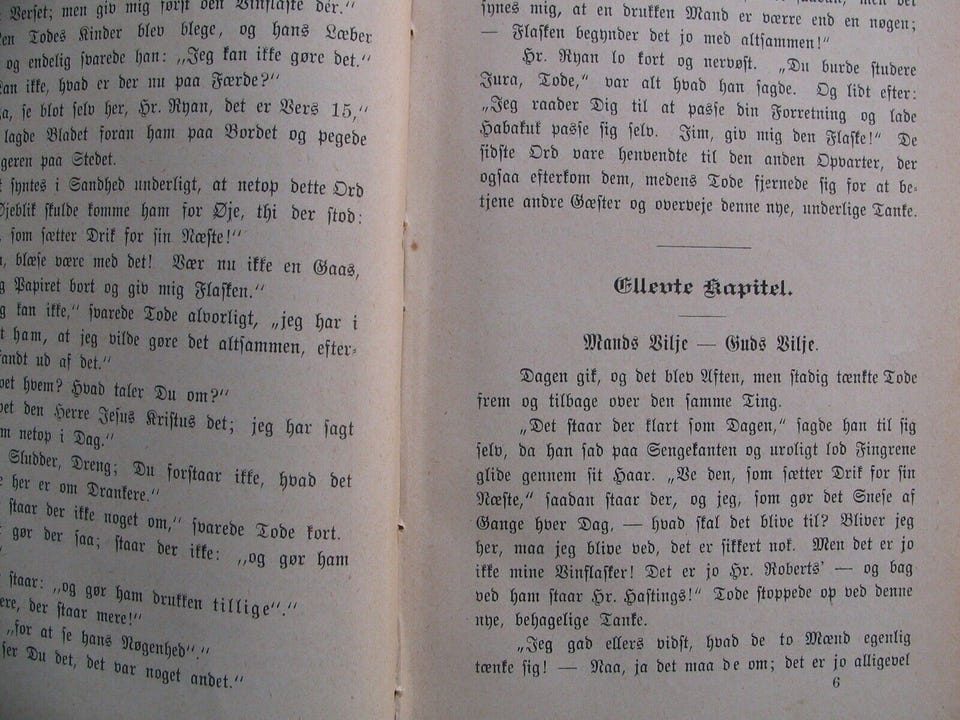 Verset; men giv mig først den Vinflaske der."
Todes Kinder blev blege, og hans Læber
og endelig svarede han: „Jeg kan ikke gøre det."
kan ikke, hvad er der nu paa Færde?"
se blot selv her, Hr. Ryan, det er Vers 15,"
lagde Bladet foran ham paa Bordet og pegede
geren paa Stedet.
syntes i Sandhed underligt, at netop dette Ord
Øjeblik skulde komme ham for Øje, thi der stod:
som sætter Drik for sin Næste!"
blæse være med det! Vær nu ikke en Gaas,
Papiret bort og giv mig Flasken."
kan ikke," svarede Tode alvorligt, „jeg har i
ham, at jeg vilde gøre det altsammen, efter-
fandt ud af det."
hvem? Hvad taler Du om?"
den Herre Jesus Kristus det; jeg har sagt
netop i Dag."
Sludder, Dreng; Du forstaar ikke, hvad det
her er om Drankere."
staar der ikke noget om," svarede Tode kort.
gør der saa; staar der ikke: „og gør ham
staar: „og gør ham drukken tillige"."
der staar mere!"
„for at se hans Nøgenhed"."
ser Du det, det var noget andet."
synes mig, at en drukken Mand er værre end en nøgen;
— Flasken begynder det jo med altsammen!"
Hr. Ryan lo kort og nervøst. „Du burde studere
Jura, Tode," var alt hvad han sagde. Og lidt efter:
„Jeg raader Dig til at passe din Forretning og lade
Habakuk passe sig selv. Jim, giv mig den Flaske!" De
sidste Ord vare henvendte til den anden Opvarter, der
ogsaa efterkom dem, medens Tode fjernede sig for at be-
tjene andre Gæster og overveje denne nye, underlige Tanke.
Ellevte Kapitel.
Mands Vilje — Guds Vilje.
Dagen gik, og det blev Aften, men stadig tænkte Tode
frem og tilbage over den samme Ting.
„Det staar der klart som Dagen," sagde han til sig
selv, da han sad paa Sengekanten og uroligt lod Fingrene
glide gennem sit Haar. „Ve den, som sætter Drik for sin
Næste," saadan staar der, og jeg, som gør det Snese af
Gange hver Dag, — hvad skal det blive til? Bliver jeg
her, maa jeg blive ved, det er sikkert nok. Men det er jo
ikke mine Vinflasker! Det er jo Hr. Roberts' — og bag
ved ham staar Hr. Hastings!" Tode stoppede op ved denne
nye, behagelige Tanke.
„Jeg gad ellers vidst, hvad de to Mænd egenlig
tænke sig! — Naa, ja det maa de om; det er jo alligevel
6